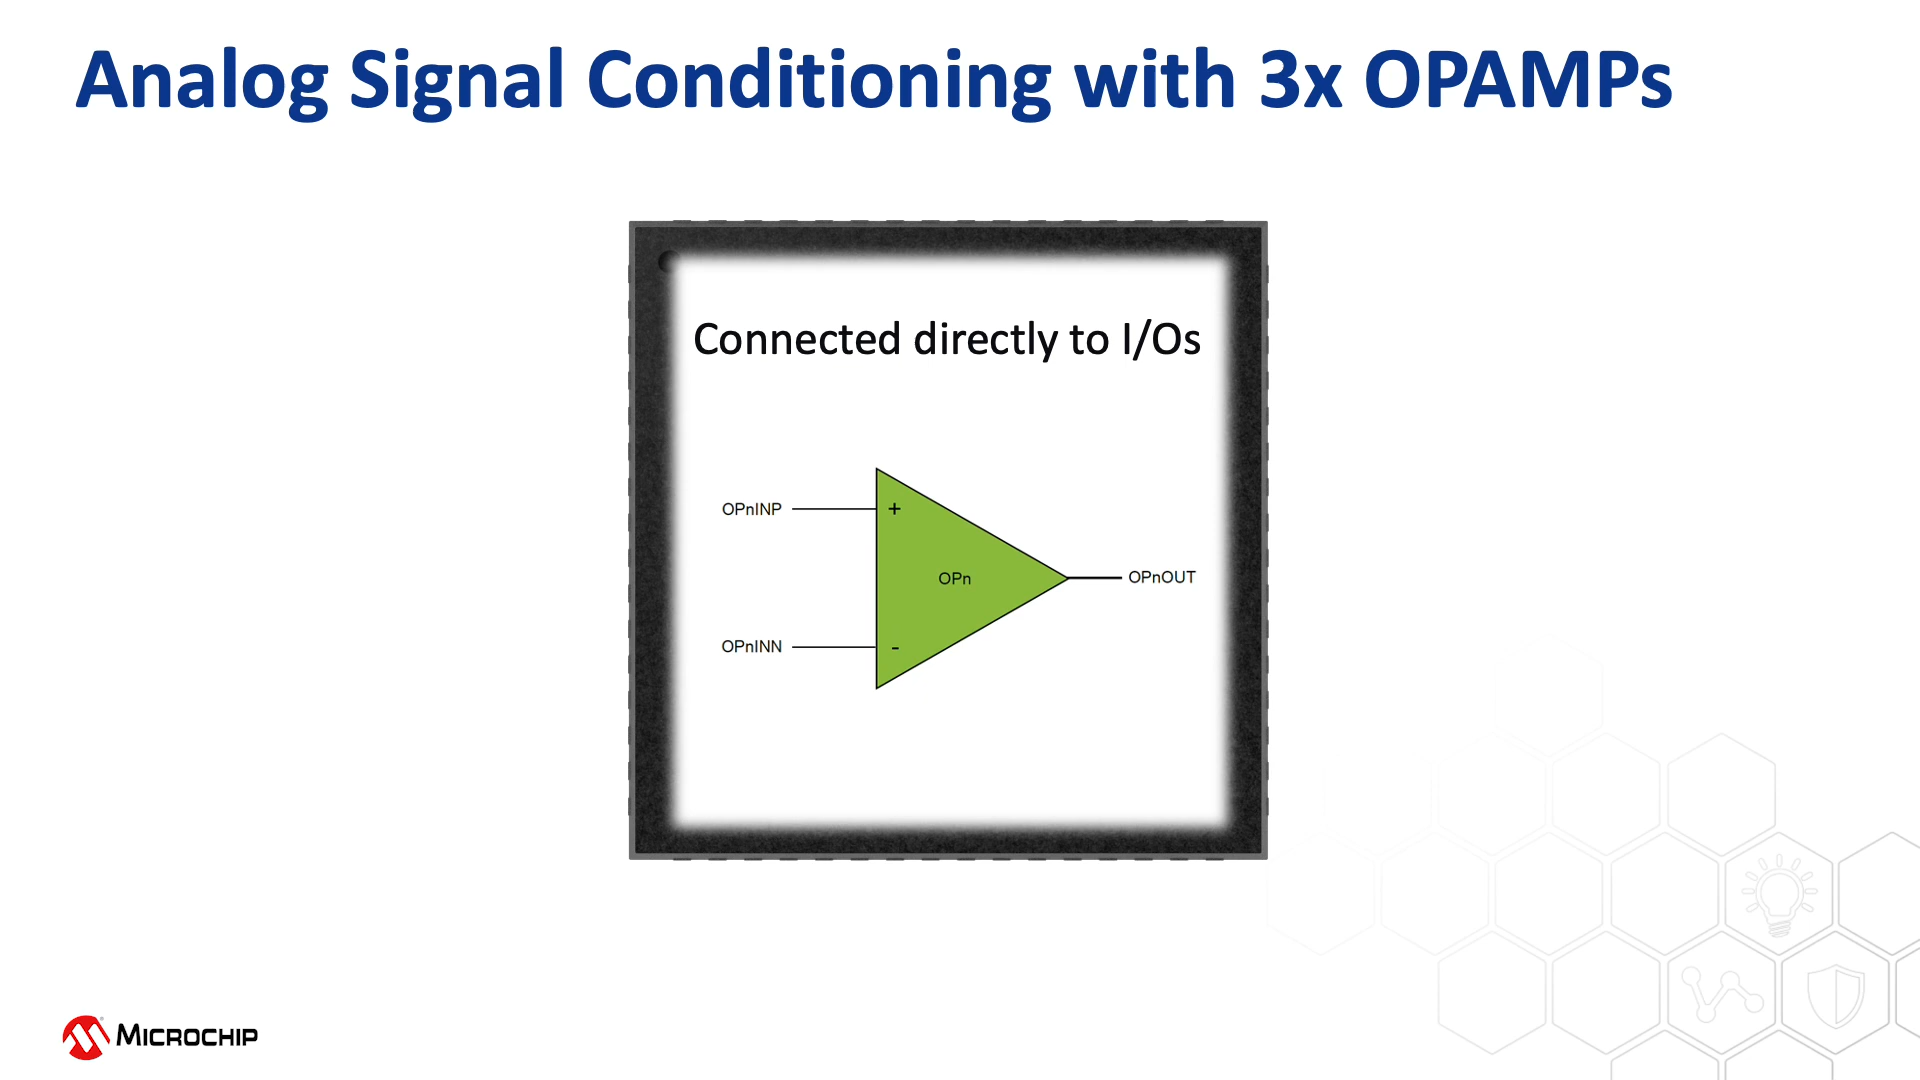 Analog Signal Conditioning with 3x OPAMPs
Connected directly to I/Os
OPnINP
+
OPn
OPnOUT
OPnINN
-
MICROCHIP